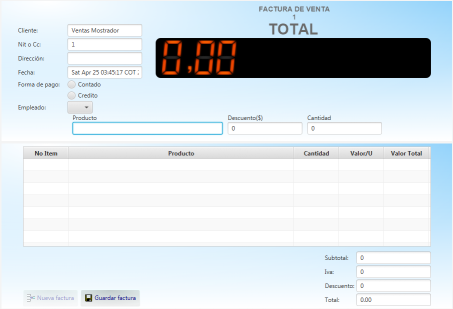 FACTURA DE VENTA
1
TOTAL
Cliente: Ventas Mostrador
Nit o Cc: 1
Dirección:
Fecha: Sat Apr 25 03:45:17 COT 2
0,00
Forma de pago: Contado
Credito
Empleado:
Producto Descuento($) Cantidad
0 0
No Item Producto Cantidad Valor/U Valor Total
Subtotal: 0
Iva: 0
Descuento: 0
Total: 0.00
Nueva factura Guardar factura